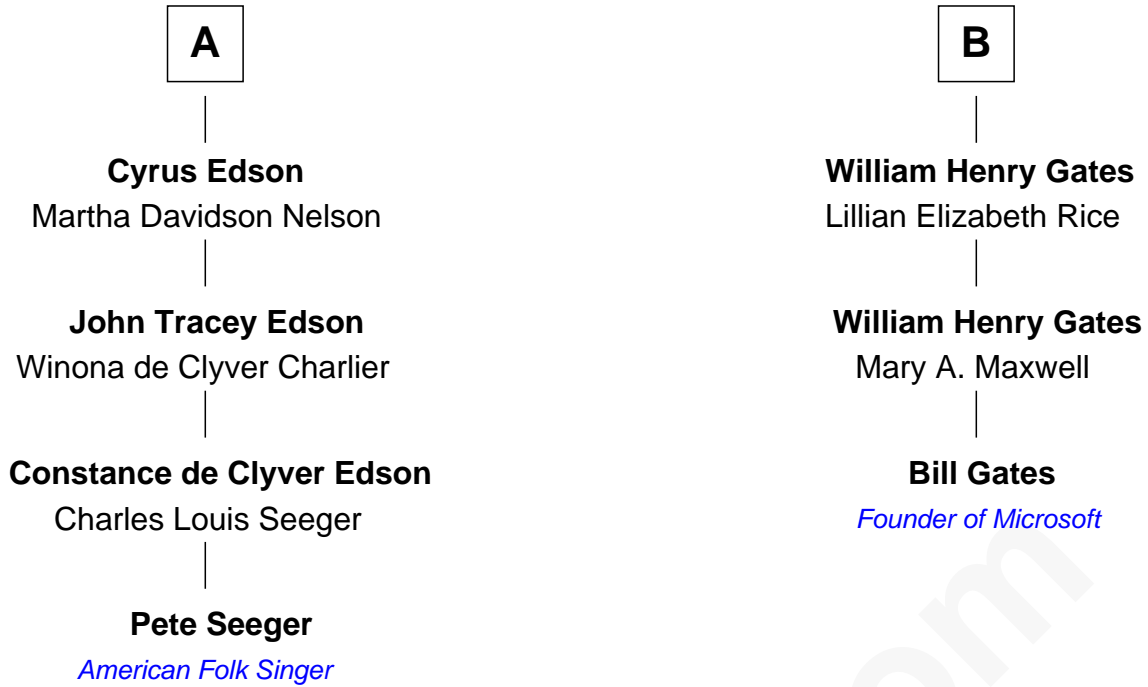 A
Cyrus Edson
Martha Davidson Nelson
John Tracey Edson
Winona de Clyver Charlier
Constance de Clyver Edson
Charles Louis Seeger
Pete Seeger
American Folk Singer
B
William Henry Gates
Lillian Elizabeth Rice
William Henry Gates
Mary A. Maxwell
Bill Gates
Founder of Microsoft
om